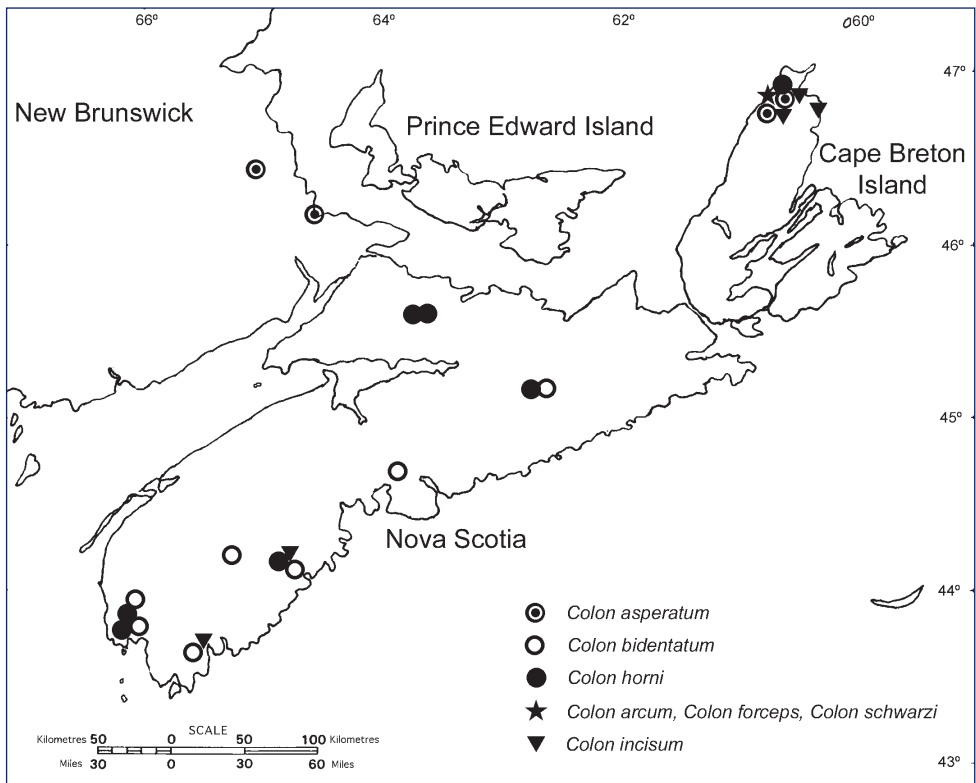 66º 64º 62º 60º
47º
New Brunswick
Prince Edward Island
Cape Breton
Island
46º
45º
Nova Scotia
44º
Colon asperatum
Colon bidentatum
Colon horni
Colon arcum, Colon forceps, Colon schwarzi
Colon incisum
SCALE
Kilometres 50 0 50 100 Kilometres
Miles 30 0 30 60 Miles
43º